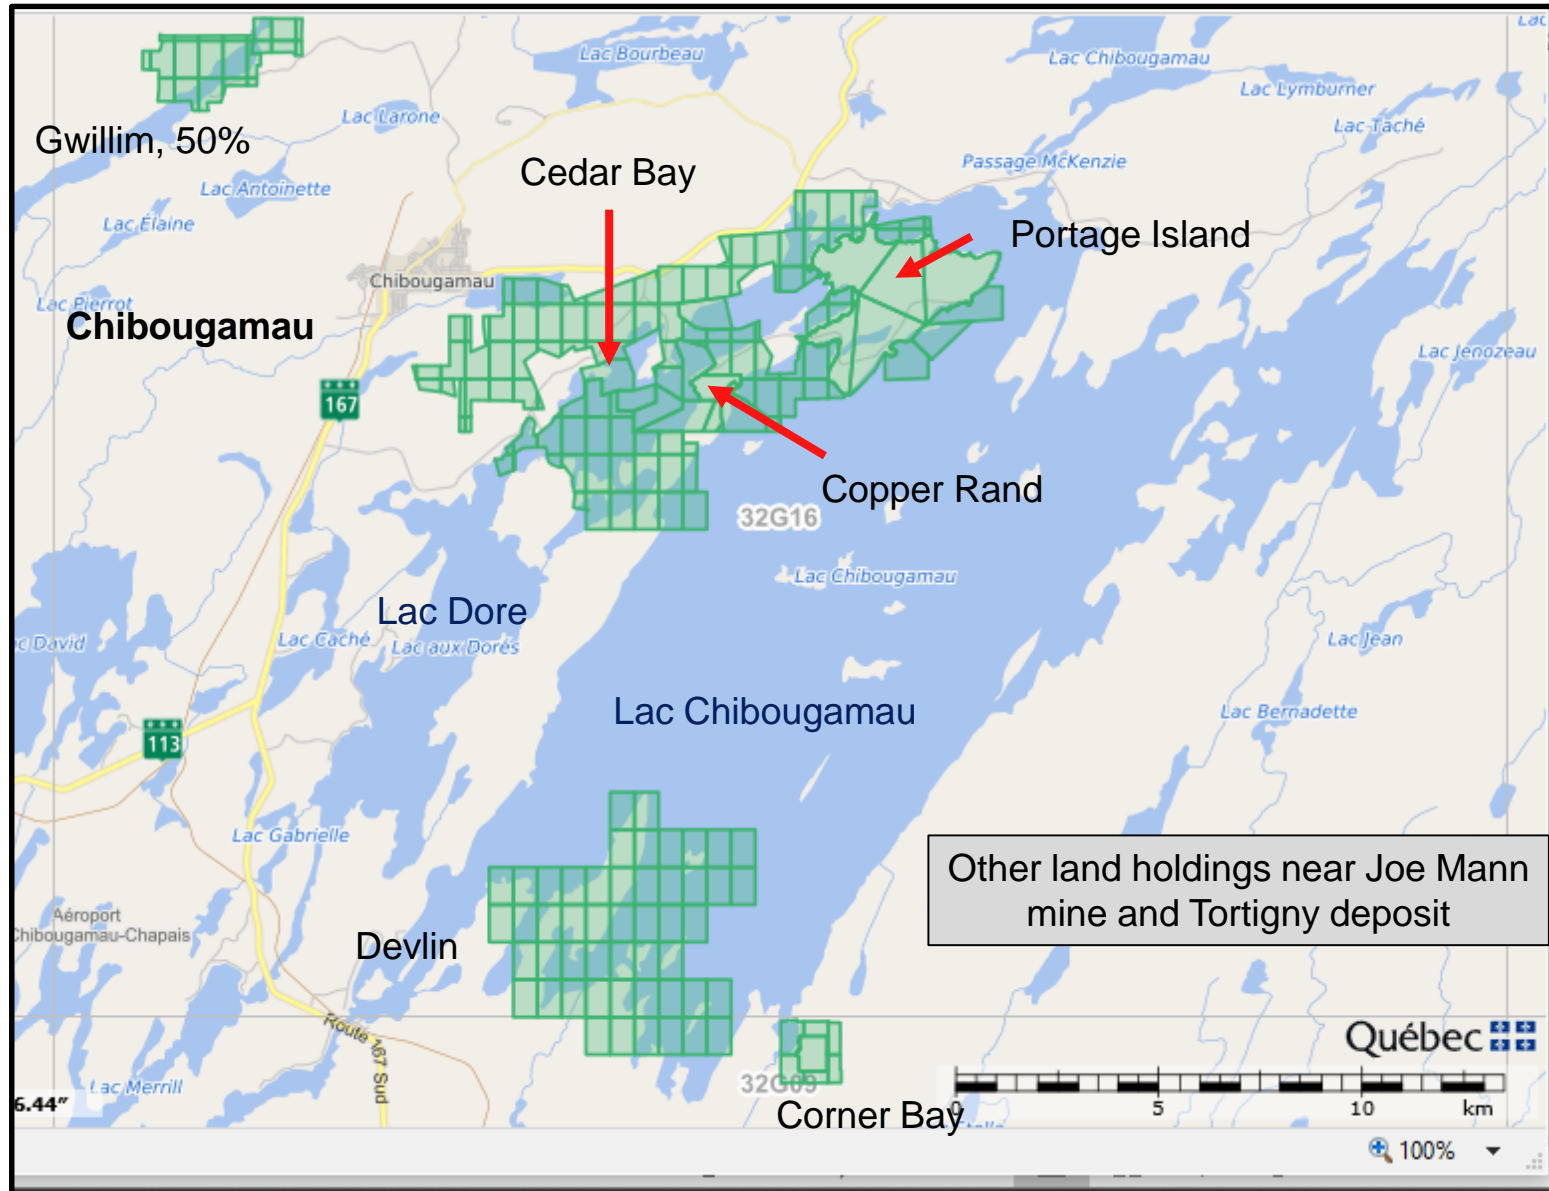 Lac Bourbeau
Lac Chibougamau
Lac Lymburner
Lac Larone
Lac Taché
Gwillim, 50%
Cedar Bay
Passage McKenzie
Lac Antoinette
Lac Élaine
Portage Island
Chibougamau
Lac Pierrot
Chibougamau
Lac Jenozeau
167
Copper Rand
32G16
Lac Chibougamau
Lac Dore
Lac Caché
Lac aux Dorés
David
Lac Jean
Lac Chibougamau
Lac Bernadette
113
Lac Gabrielle
Other land holdings near Joe Mann
mine and Tortigny deposit
Aéroport
Chibougamau-Chapais
Devlin
Route 167 Sud
Québec
Lac Merrill
32G09
6.44"
0 5 10 km
Corner Bay
100%